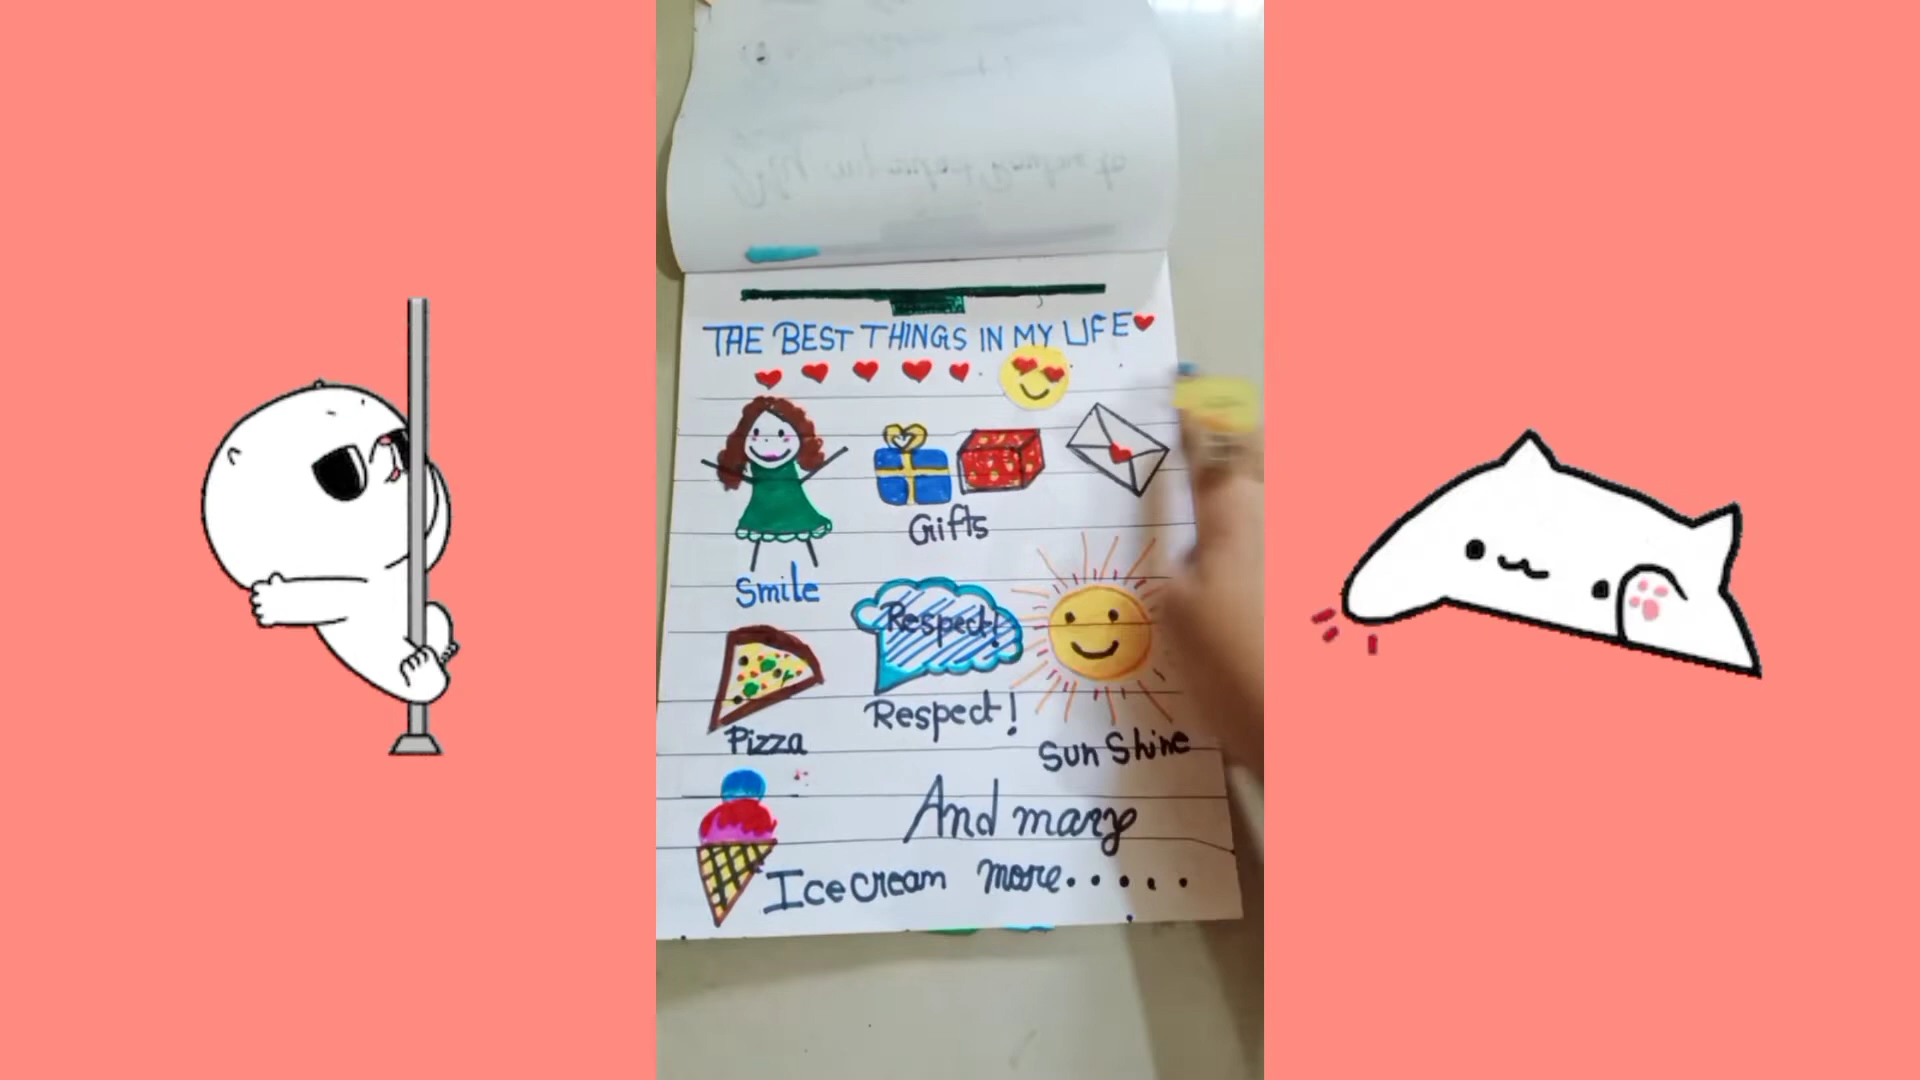 THE BEST THINGS IN MY LIFE
Gifts
Smile
Respect!
Respect!
Pizza
Sun Shine
And many
Icecream more.....